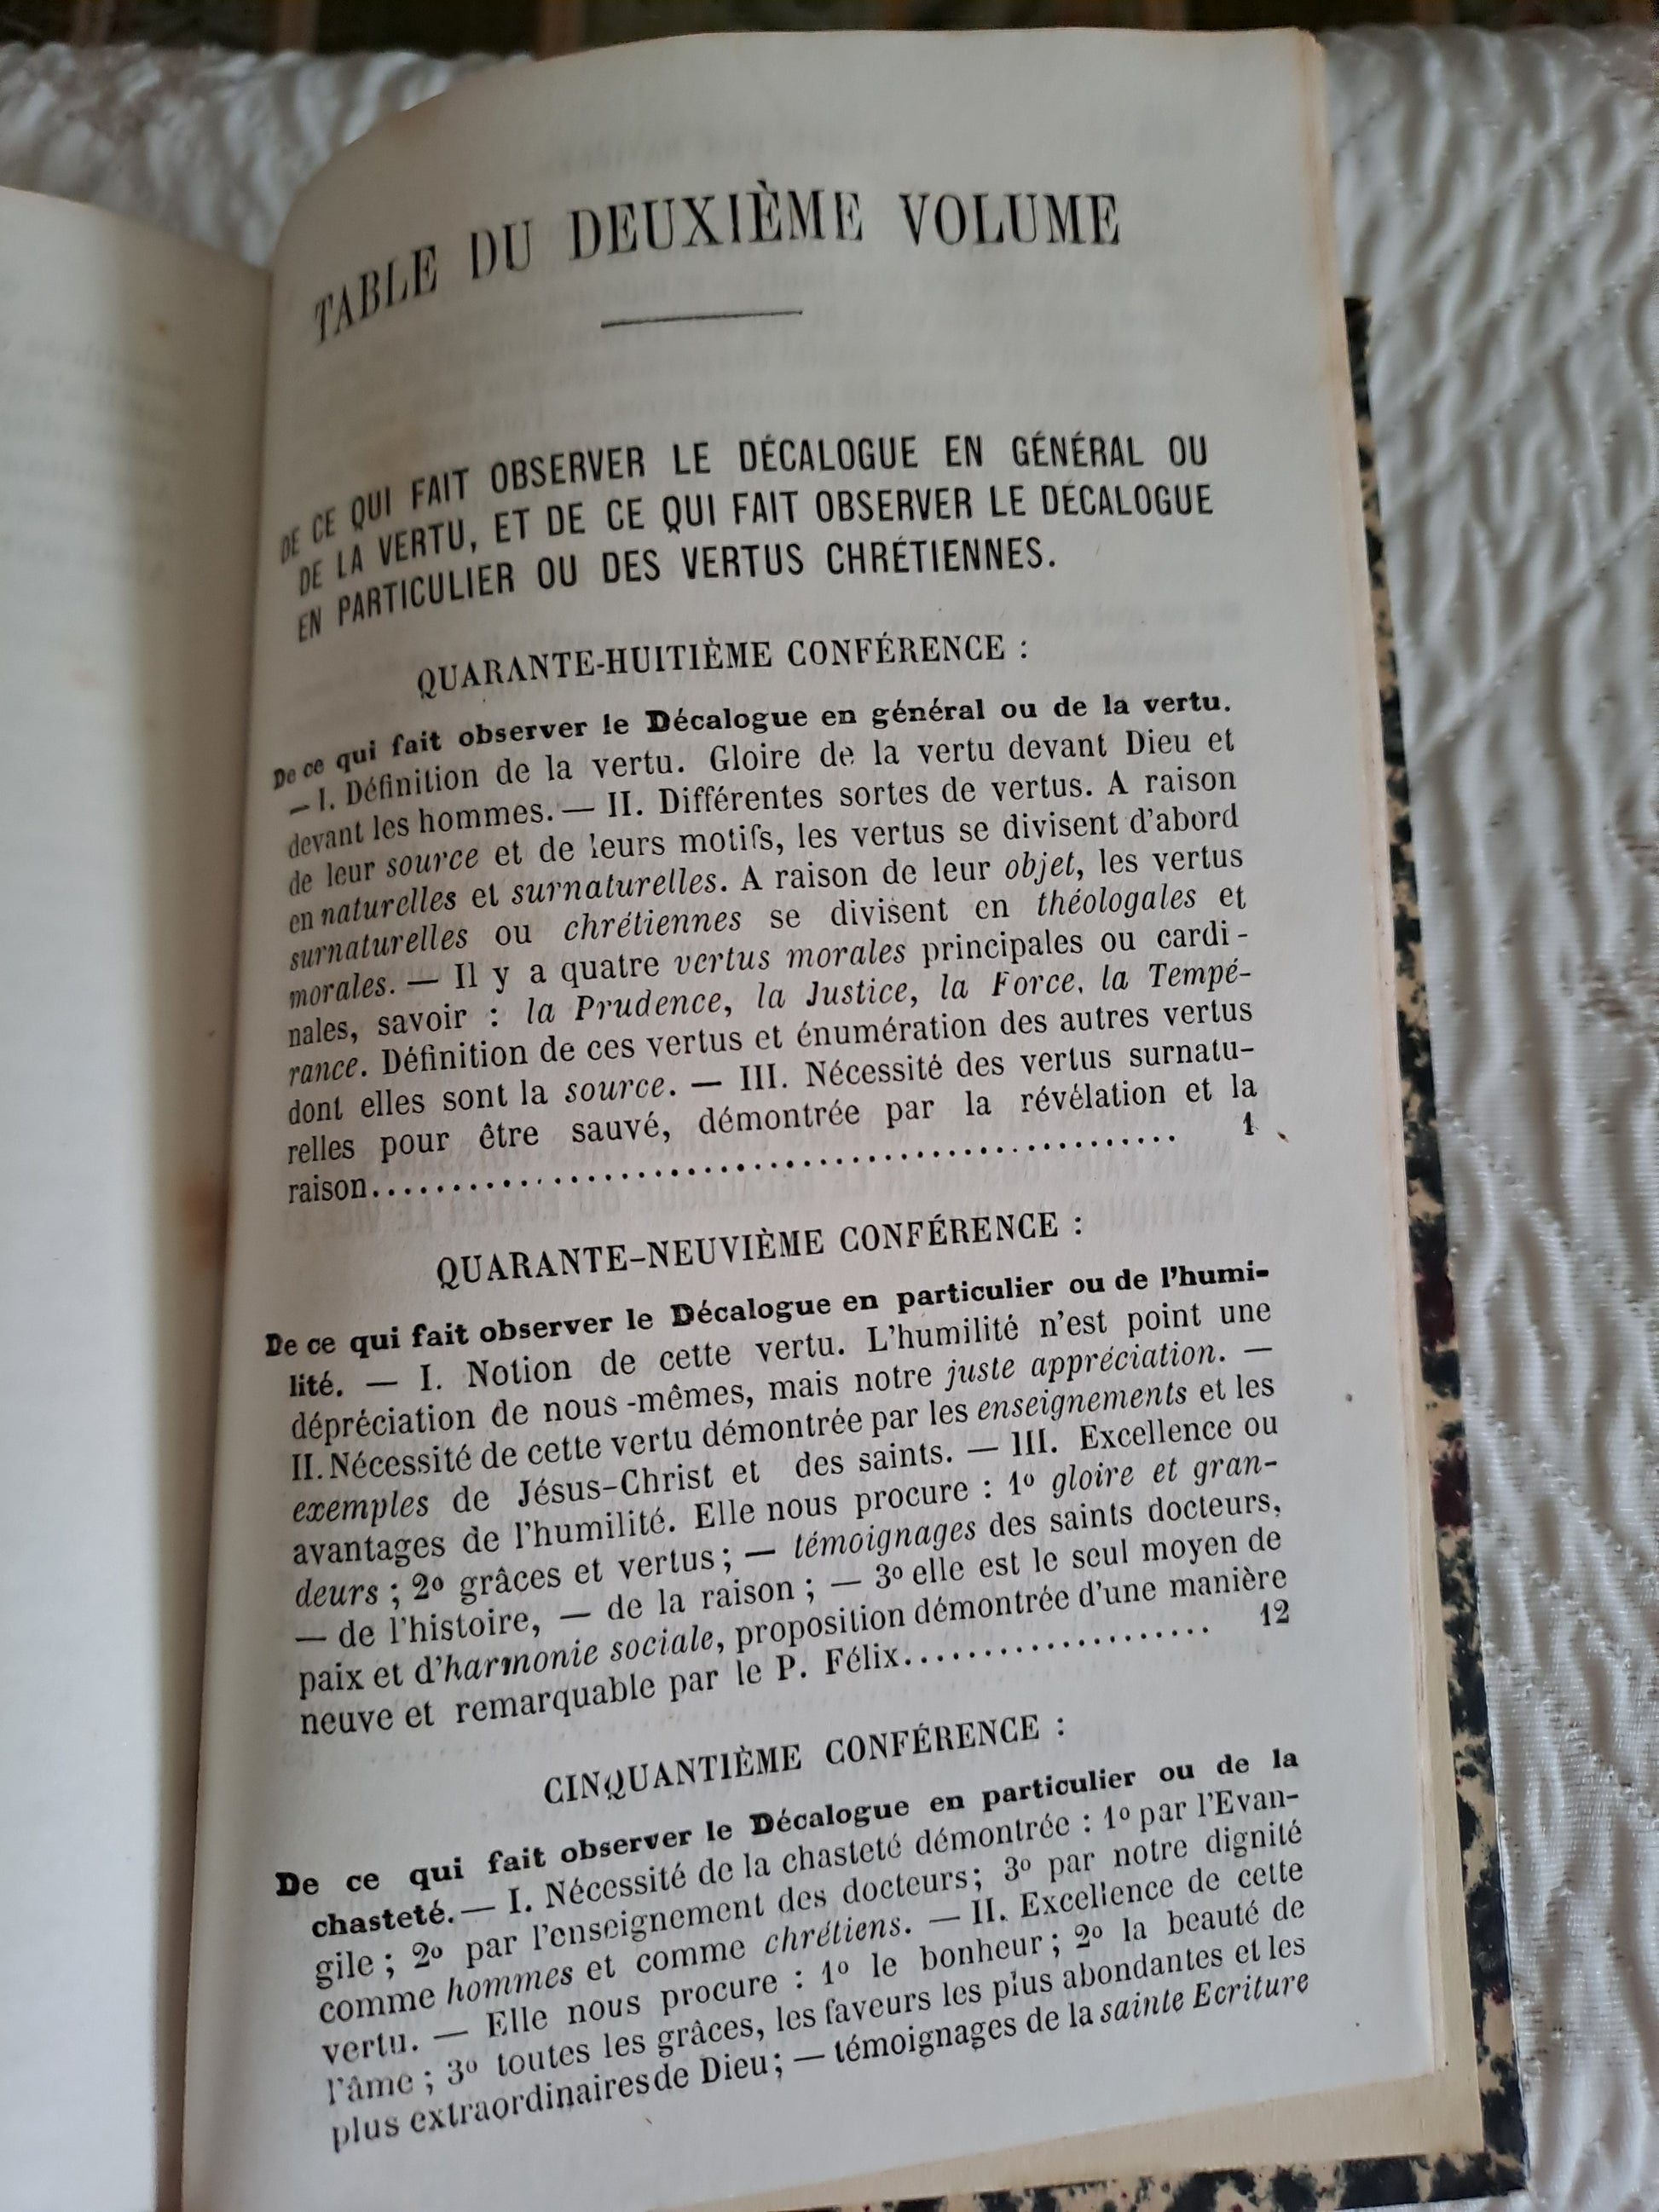 TABLE DU DEUXIÈME VOLUME
DE CE QUI FAIT OBSERVER LE DÉCALOGUE EN GÉNÉRAL OU
DE LA VERTU, ET DE CE QUI FAIT OBSERVER LE DÉCALOGUE
EN PARTICULIER OU DES VERTUS CHRÉTIENNES.
QUARANTE-HUITIÈME CONFÉRENCE :
De ce qui fait observer le Décalogue en général ou de la vertu.
— I. Définition de la vertu. Gloire de la vertu devant Dieu et
devant les hommes. — II. Différentes sortes de vertus. A raison
de leur source et de leurs motifs, les vertus se divisent d'abord
en naturelles et surnaturelles. A raison de leur objet, les vertus
surnaturelles ou chrétiennes se divisent en théologales et
morales. — Il y a quatre vertus morales principales ou cardi-
nales, savoir : la Prudence, la Justice, la Force, la Tempé-
rance. Définition de ces vertus et énumération des autres vertus
dont elles sont la source. — III. Nécessité des vertus surnatu-
relles pour être sauvé, démontrée par la révélation et la
raison........................................ 1
QUARANTE-NEUVIÈME CONFÉRENCE :
De ce qui fait observer le Décalogue en particulier ou de l'humi-
lité. — I. Notion de cette vertu. L'humilité n'est point une
dépréciation de nous-mêmes, mais notre juste appréciation. —
II. Nécessité de cette vertu démontrée par les enseignements et les
exemples de Jésus-Christ et des saints. — III. Excellence ou
avantages de l'humilité. Elle nous procure : 1º gloire et gran-
deurs ; 2º grâces et vertus ; — témoignages des saints docteurs,
— de l'histoire, — de la raison ; — 3º elle est le seul moyen de
paix et d'harmonie sociale, proposition démontrée d'une manière
neuve et remarquable par le P. Félix.................... 12
CINQUANTIÈME CONFÉRENCE :
De ce qui fait observer le Décalogue en particulier ou de la
chasteté. — I. Nécessité de la chasteté démontrée : 1º par l'Evan-
gile ; 2º par l'enseignement des docteurs ; 3º par notre dignité
comme hommes et comme chrétiens. — II. Excellence de cette
vertu. — Elle nous procure : 1º le bonheur ; 2º la beauté de
l'âme ; 3º toutes les grâces, les faveurs les plus abondantes et les
plus extraordinaires de Dieu ; — témoignages de la sainte Ecriture